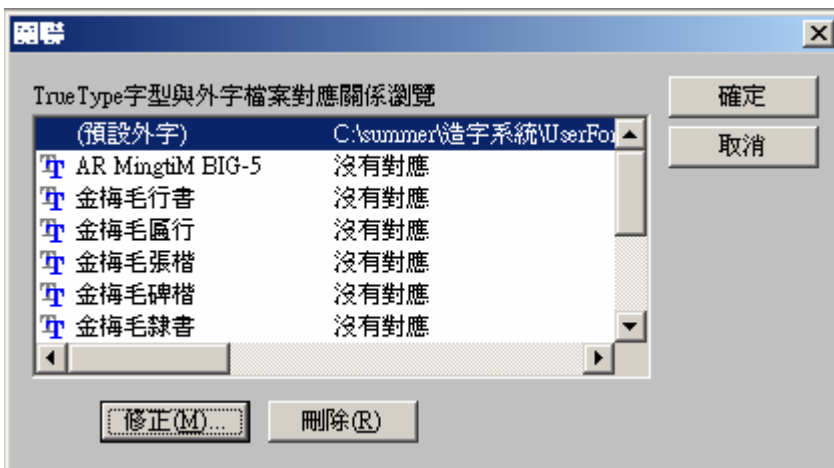 關聯
TrueType字型與外字檔案對應關係瀏覽
確定
(預設外字) C:\summer\造字系統\UserFor
取消
AR MingtiM BIG-5 沒有對應
金梅毛行書 沒有對應
金梅毛匾行 沒有對應
金梅毛張楷 沒有對應
金梅毛碑楷 沒有對應
金梅毛隸書 沒有對應
修正(M)... 刪除(R)